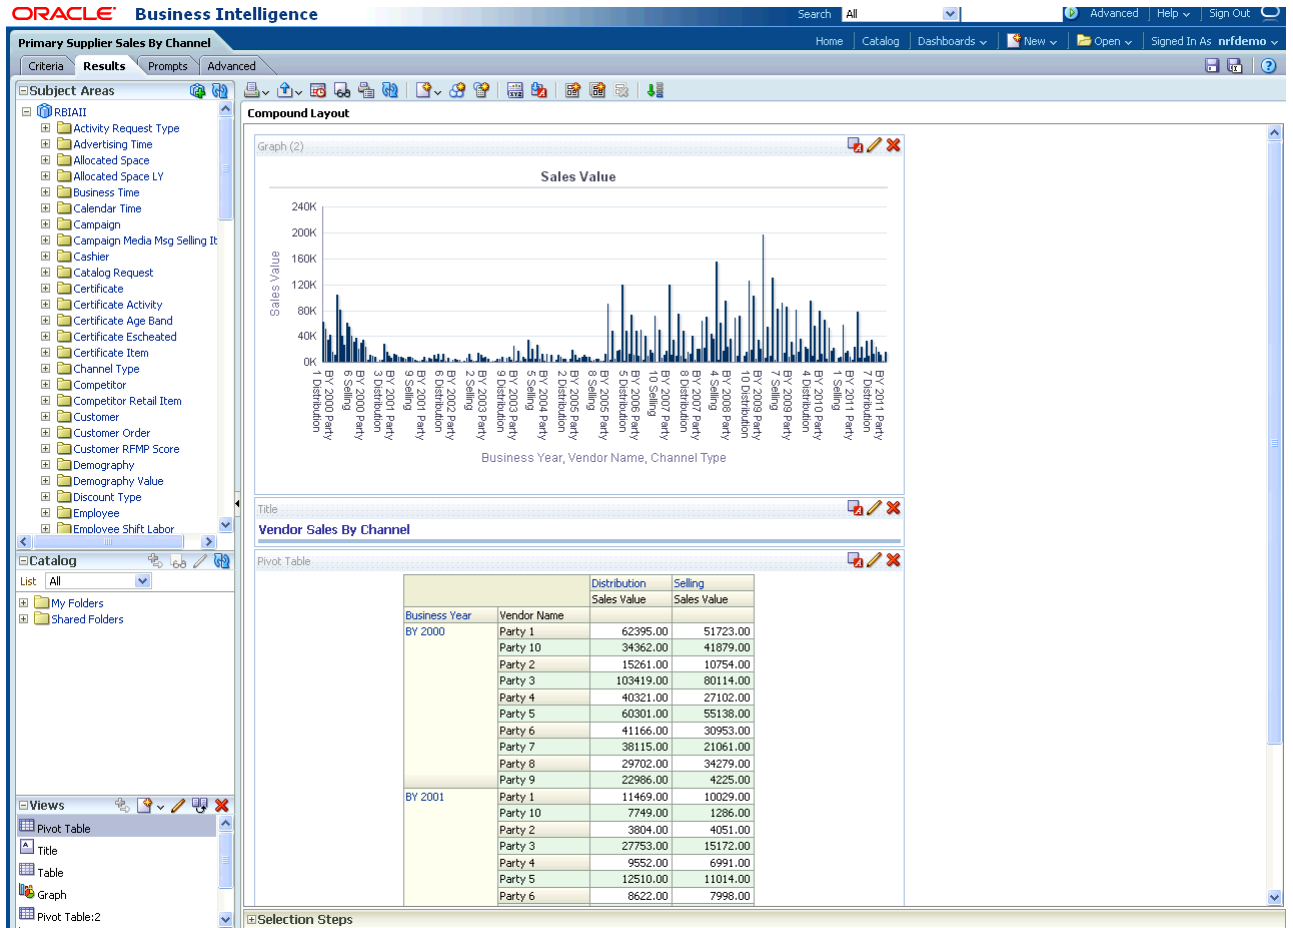 ORACLE Business Intelligence
Search All Advanced Help Sign Out
Primary Supplier Sales By Channel
Home Catalog Dashboards New Open Signed In As nrfdemo
Criteria Results Prompts Advanced
Subject Areas
RBIAII
Activity Request Type
Advertising Time
Allocated Space
Allocated Space LY
Business Time
Calendar Time
Campaign
Campaign Media Msg Selling It
Cashier
Catalog Request
Certificate
Certificate Activity
Certificate Age Band
Certificate Escheated
Certificate Item
Channel Type
Competitor
Competitor Retail Item
Customer
Customer Order
Customer RFMP Score
Demography
Demography Value
Discount Type
Employee
Employee Shift Labor
Catalog
List All
My Folders
Shared Folders
Views
Pivot Table
Title
Table
Graph
Pivot Table:2
Compound Layout
Graph (2)
Sales Value
240K
200K
160K
120K
80K
40K
0K
Sales Value
BY 2000 Party
1 Distribution
BY 2000 Party
6 Selling
BY 2001 Party
3 Distribution
BY 2001 Party
9 Selling
BY 2002 Party
6 Distribution
BY 2003 Party
2 Selling
BY 2003 Party
9 Distribution
BY 2004 Party
5 Selling
BY 2005 Party
2 Distribution
BY 2005 Party
8 Selling
BY 2006 Party
5 Distribution
BY 2007 Party
10 Selling
BY 2007 Party
8 Distribution
BY 2008 Party
4 Selling
BY 2009 Party
10 Distribution
BY 2009 Party
7 Selling
BY 2010 Party
4 Distribution
BY 2011 Party
1 Selling
BY 2011 Party
7 Distribution
Business Year, Vendor Name, Channel Type
Title
Vendor Sales By Channel
Pivot Table
Distribution Selling
Sales Value Sales Value
Business Year Vendor Name
BY 2000 Party 1 62395.00 51723.00
Party 10 34362.00 41879.00
Party 2 15261.00 10754.00
Party 3 103419.00 80114.00
Party 4 40321.00 27102.00
Party 5 60301.00 55138.00
Party 6 41166.00 30953.00
Party 7 38115.00 21061.00
Party 8 29702.00 34279.00
Party 9 22986.00 4225.00
BY 2001 Party 1 11469.00 10029.00
Party 10 7749.00 1286.00
Party 2 3804.00 4051.00
Party 3 27753.00 15172.00
Party 4 9552.00 6991.00
Party 5 12510.00 11014.00
Party 6 8622.00 7998.00
Selection Steps